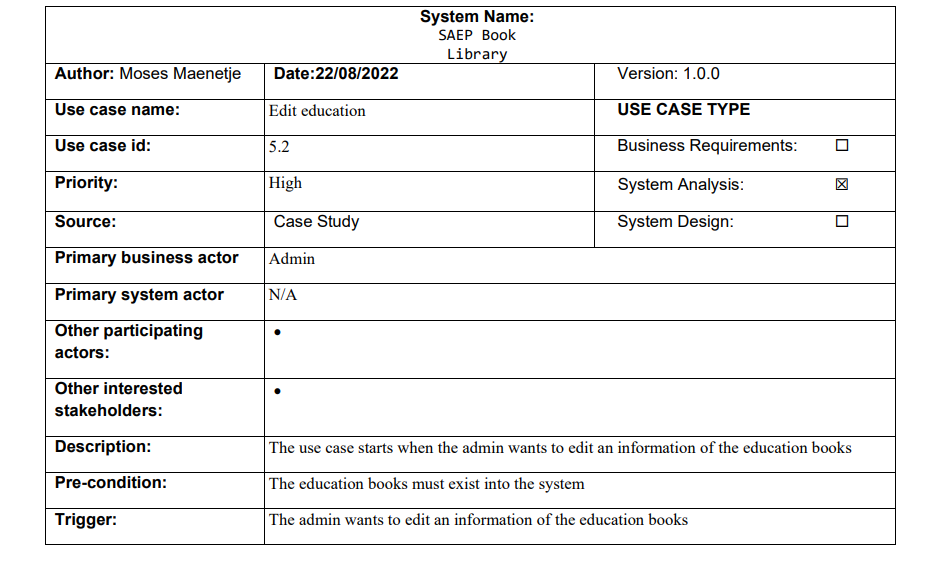 System Name:
SAEP Book
Library
Author: Moses Maenetje Date:22/08/2022 Version: 1.0.0
Use case name: Edit education USE CASE TYPE
Use case id: 5.2 Business Requirements: ☐
Priority: High System Analysis: ☒
Source: Case Study System Design: ☐
Primary business actor Admin
Primary system actor N/A
Other participating •
actors:
Other interested •
stakeholders:
Description: The use case starts when the admin wants to edit an information of the education books
Pre-condition: The education books must exist into the system
Trigger: The admin wants to edit an information of the education books